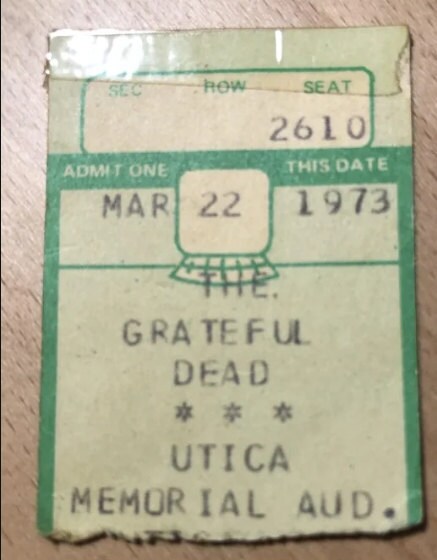 SEC ROW SEAT
2610
ADMIT ONE THIS DATE
MAR 22 1973
THE
GRATEFUL
DEAD
* * *
UTICA
MEMORIAL AUD.